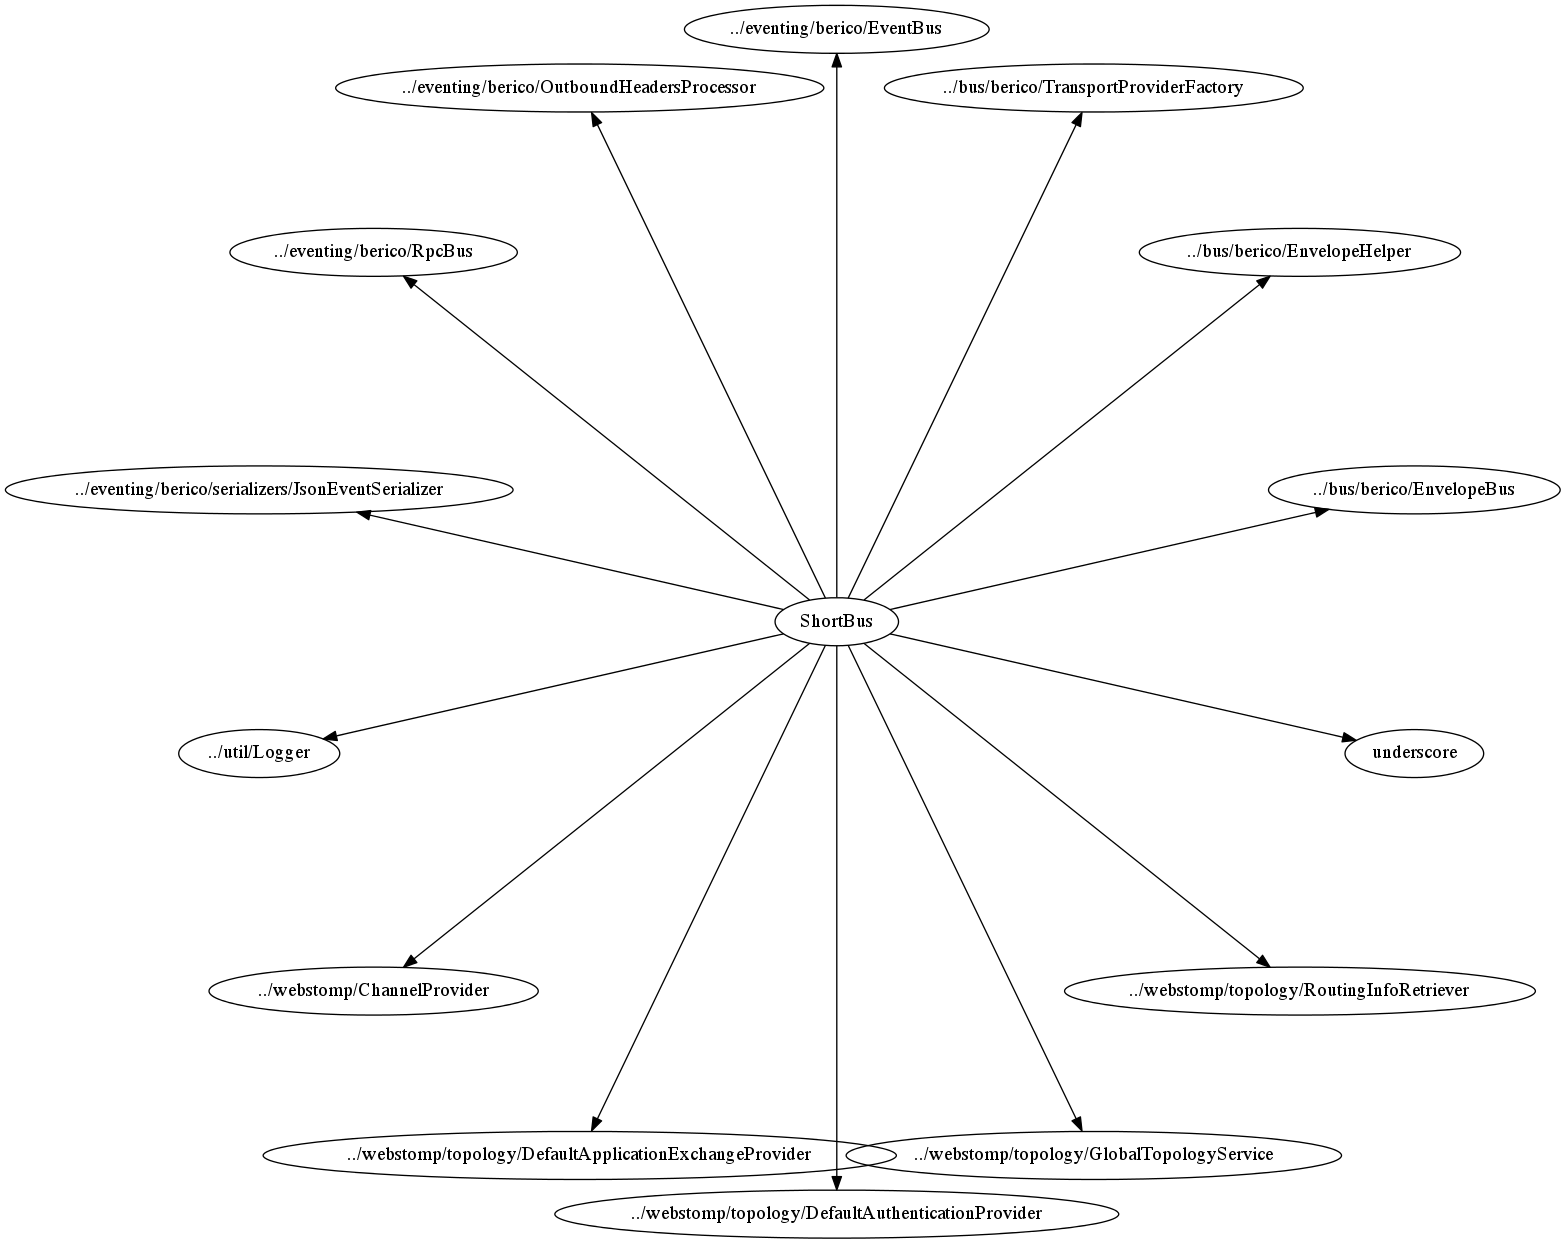 ../eventing/berico/EventBus
../eventing/berico/OutboundHeadersProcessor
../bus/berico/TransportProviderFactory
../eventing/berico/RpcBus
../bus/berico/EnvelopeHelper
../eventing/berico/serializers/JsonEventSerializer
../bus/berico/EnvelopeBus
ShortBus
../util/Logger
underscore
../webstomp/ChannelProvider
../webstomp/topology/RoutingInfoRetriever
../webstomp/topology/DefaultApplicationExchangeProvider
../webstomp/topology/GlobalTopologyService
../webstomp/topology/DefaultAuthenticationProvider